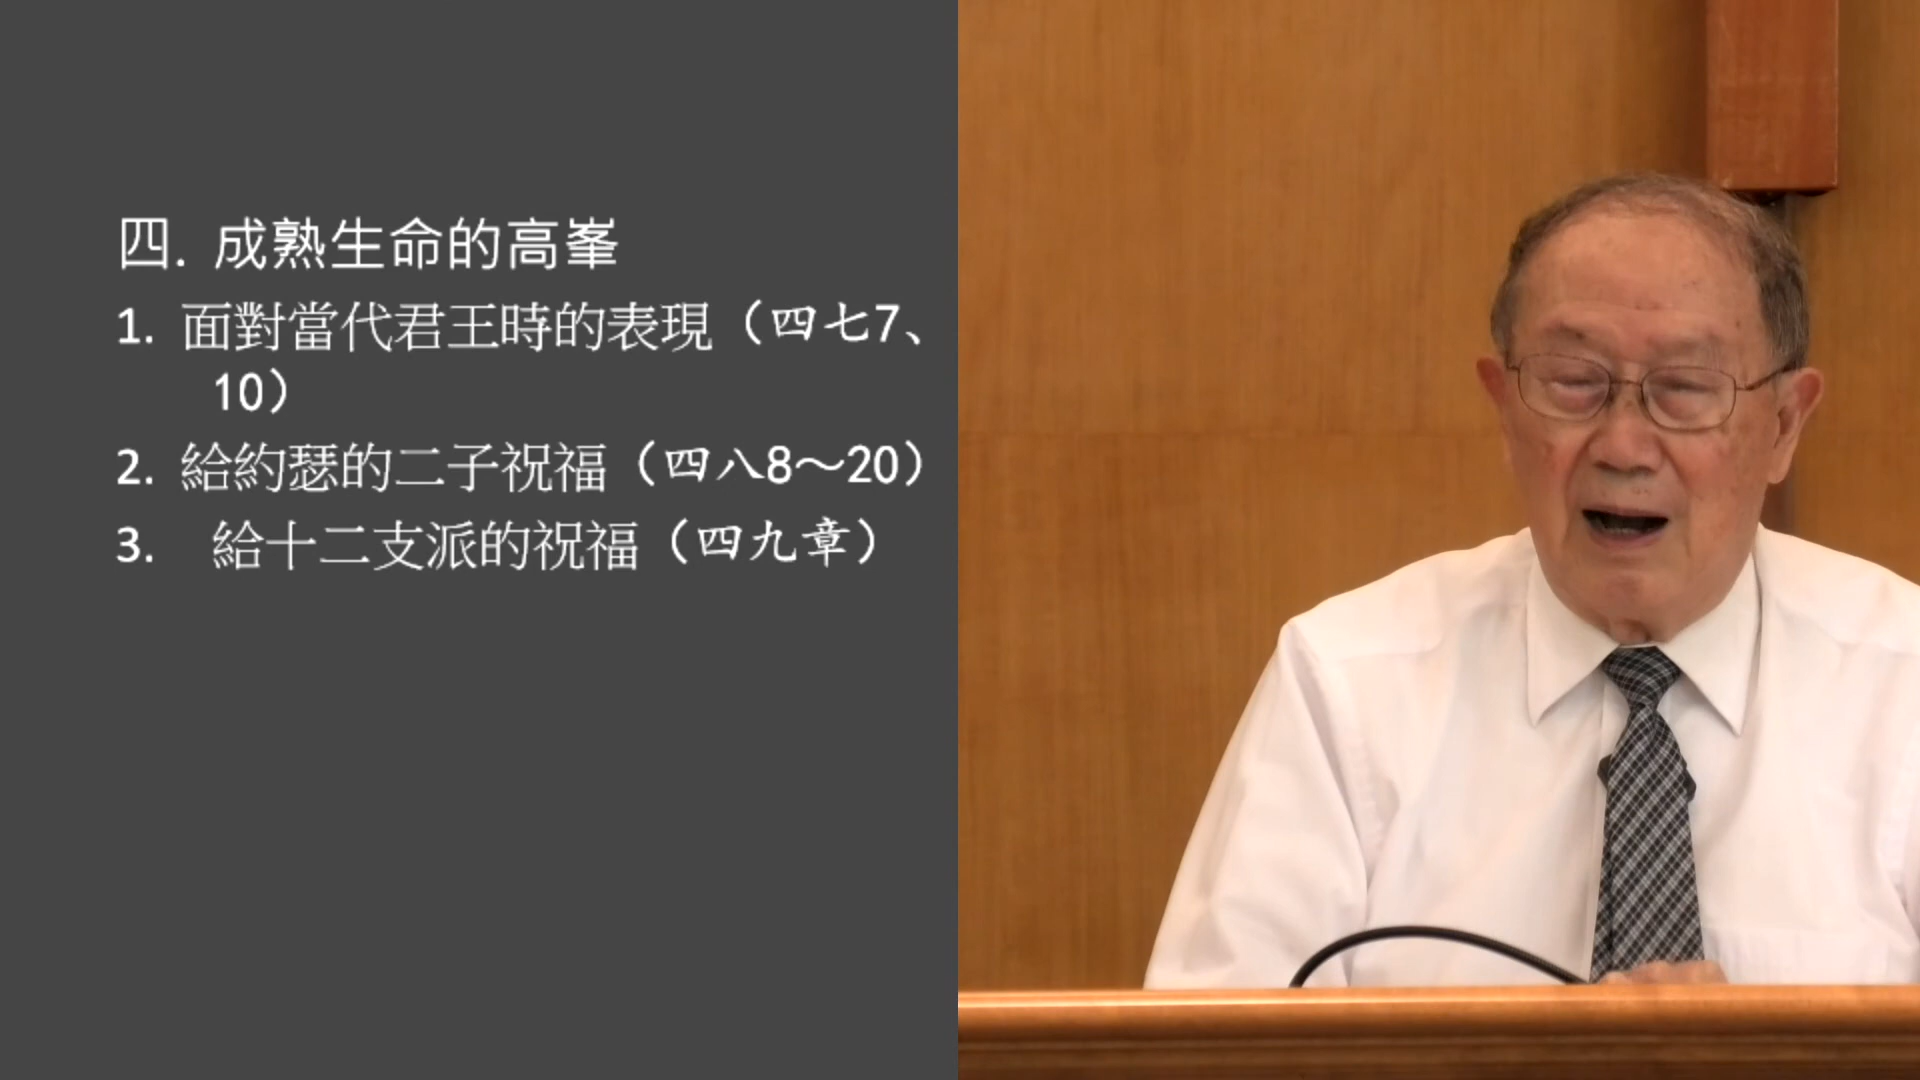 四. 成熟生命的高峯
1. 面對當代君王時的表現（四七7、
10）
2. 給約瑟的二子祝福（四八8～20）
3. 給十二支派的祝福（四九章）